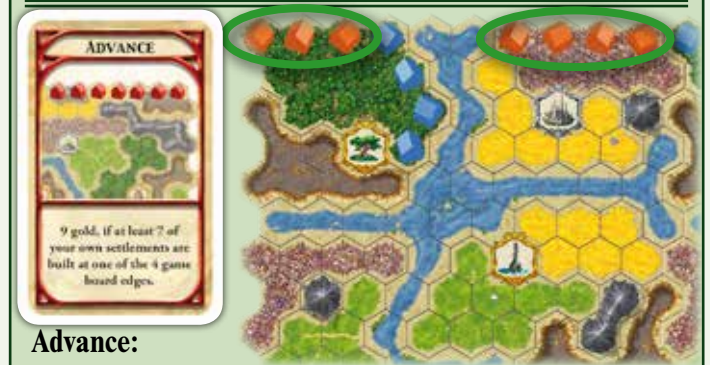 ADVANCE
9 gold, if at least 7 of
your own settlements are
built at one of the 4 game
board edges.
Advance: